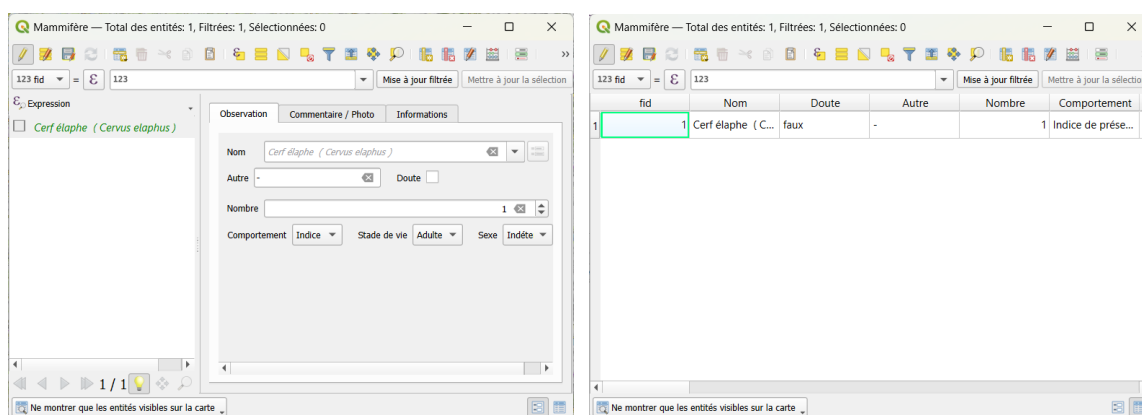 Mammifère — Total des entités: 1, Filtrées: 1, Sélectionnées: 0
123 fid = ε 123 Mise à jour filtrée Mettre à jour la sélection
Expression
Cerf élaphe ( Cervus elaphus )
Observation Commentaire / Photo Informations
Nom Cerf élaphe ( Cervus elaphus )
Autre - Doute
Nombre 1
Comportement Indice Stade de vie Adulte Sexe Indéte
1 / 1
Ne montrer que les entités visibles sur la carte
Mammifère — Total des entités: 1, Filtrées: 1, Sélectionnées: 0
123 fid = ε 123 Mise à jour filtrée Mettre à jour la sélectio
fid Nom Doute Autre Nombre Comportement
1 1 Cerf élaphe ( C... faux - 1 Indice de prése...
Ne montrer que les entités visibles sur la carte